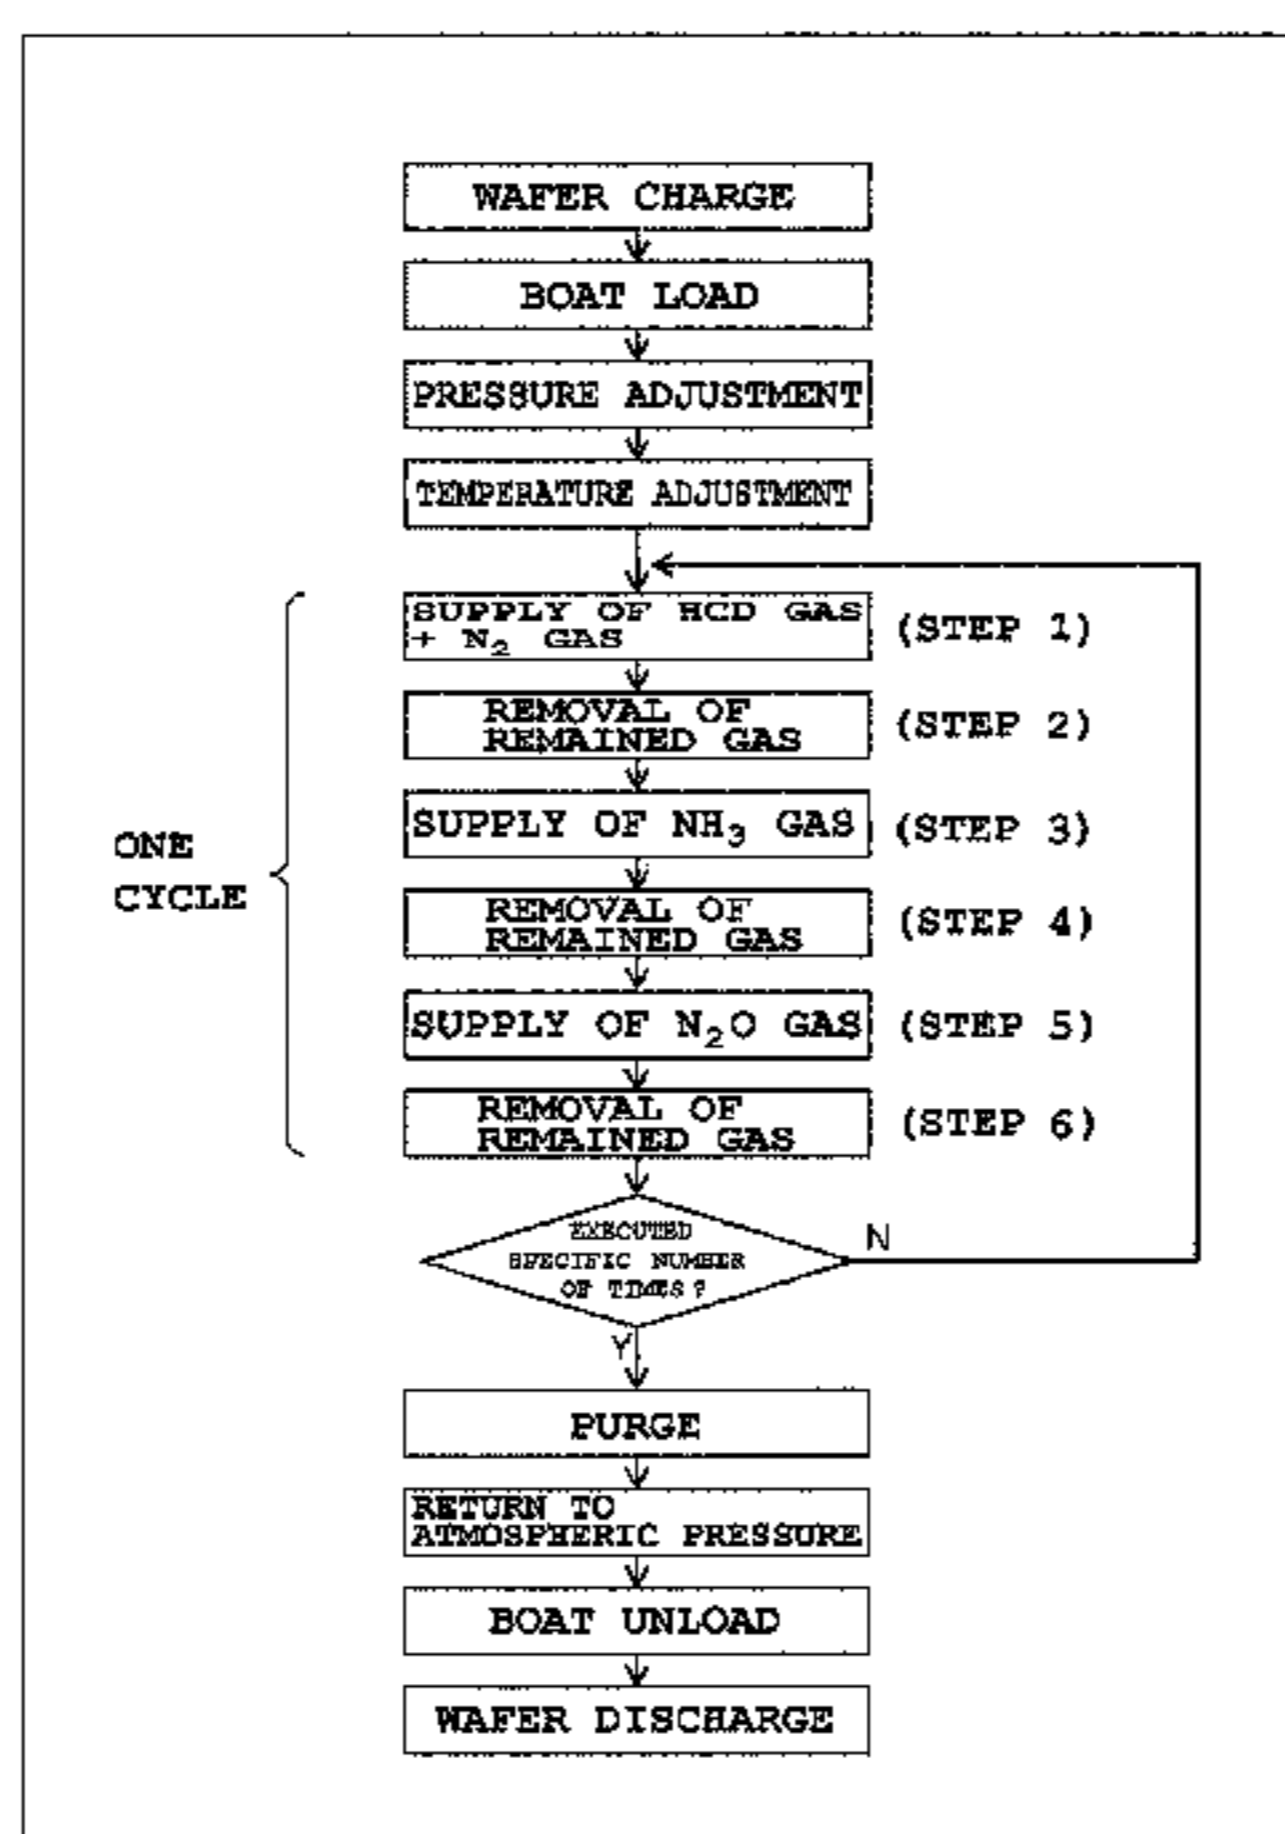 WAFER CHARGE
BOAT LOAD
PRESSURE ADJUSTMENT
TEMPERATURE ADJUSTMENT
SUPPLY OF HCD GAS
+ N₂ GAS
(STEP 1)
REMOVAL OF
REMAINED GAS
(STEP 2)
SUPPLY OF NH₃ GAS
(STEP 3)
ONE
CYCLE
REMOVAL OF
REMAINED GAS
(STEP 4)
SUPPLY OF N₂O GAS
(STEP 5)
REMOVAL OF
REMAINED GAS
(STEP 6)
EXECUTED
SPECIFIC NUMBER
OF TIMES?
N
Y
PURGE
RETURN TO
ATMOSPHERIC PRESSURE
BOAT UNLOAD
WAFER DISCHARGE